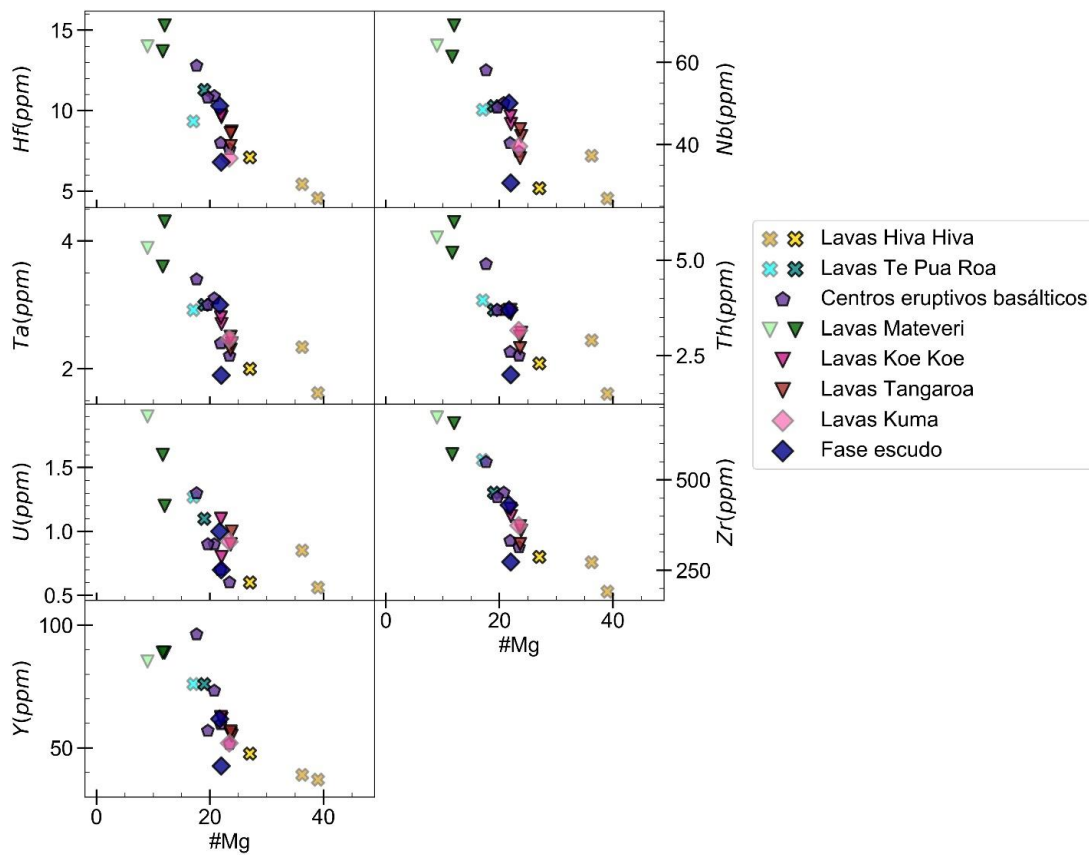 15
10
5
Hf(ppm)
60
40
Nb(ppm)
4
2
Ta(ppm)
5.0
2.5
Th(ppm)
1.5
1.0
0.5
U(ppm)
500
250
Zr(ppm)
0 20 40
#Mg
100
50
Y(ppm)
0 20 40
#Mg
Lavas Hiva Hiva
Lavas Te Pua Roa
Centros eruptivos basálticos
Lavas Mateveri
Lavas Koe Koe
Lavas Tangaroa
Lavas Kuma
Fase escudo